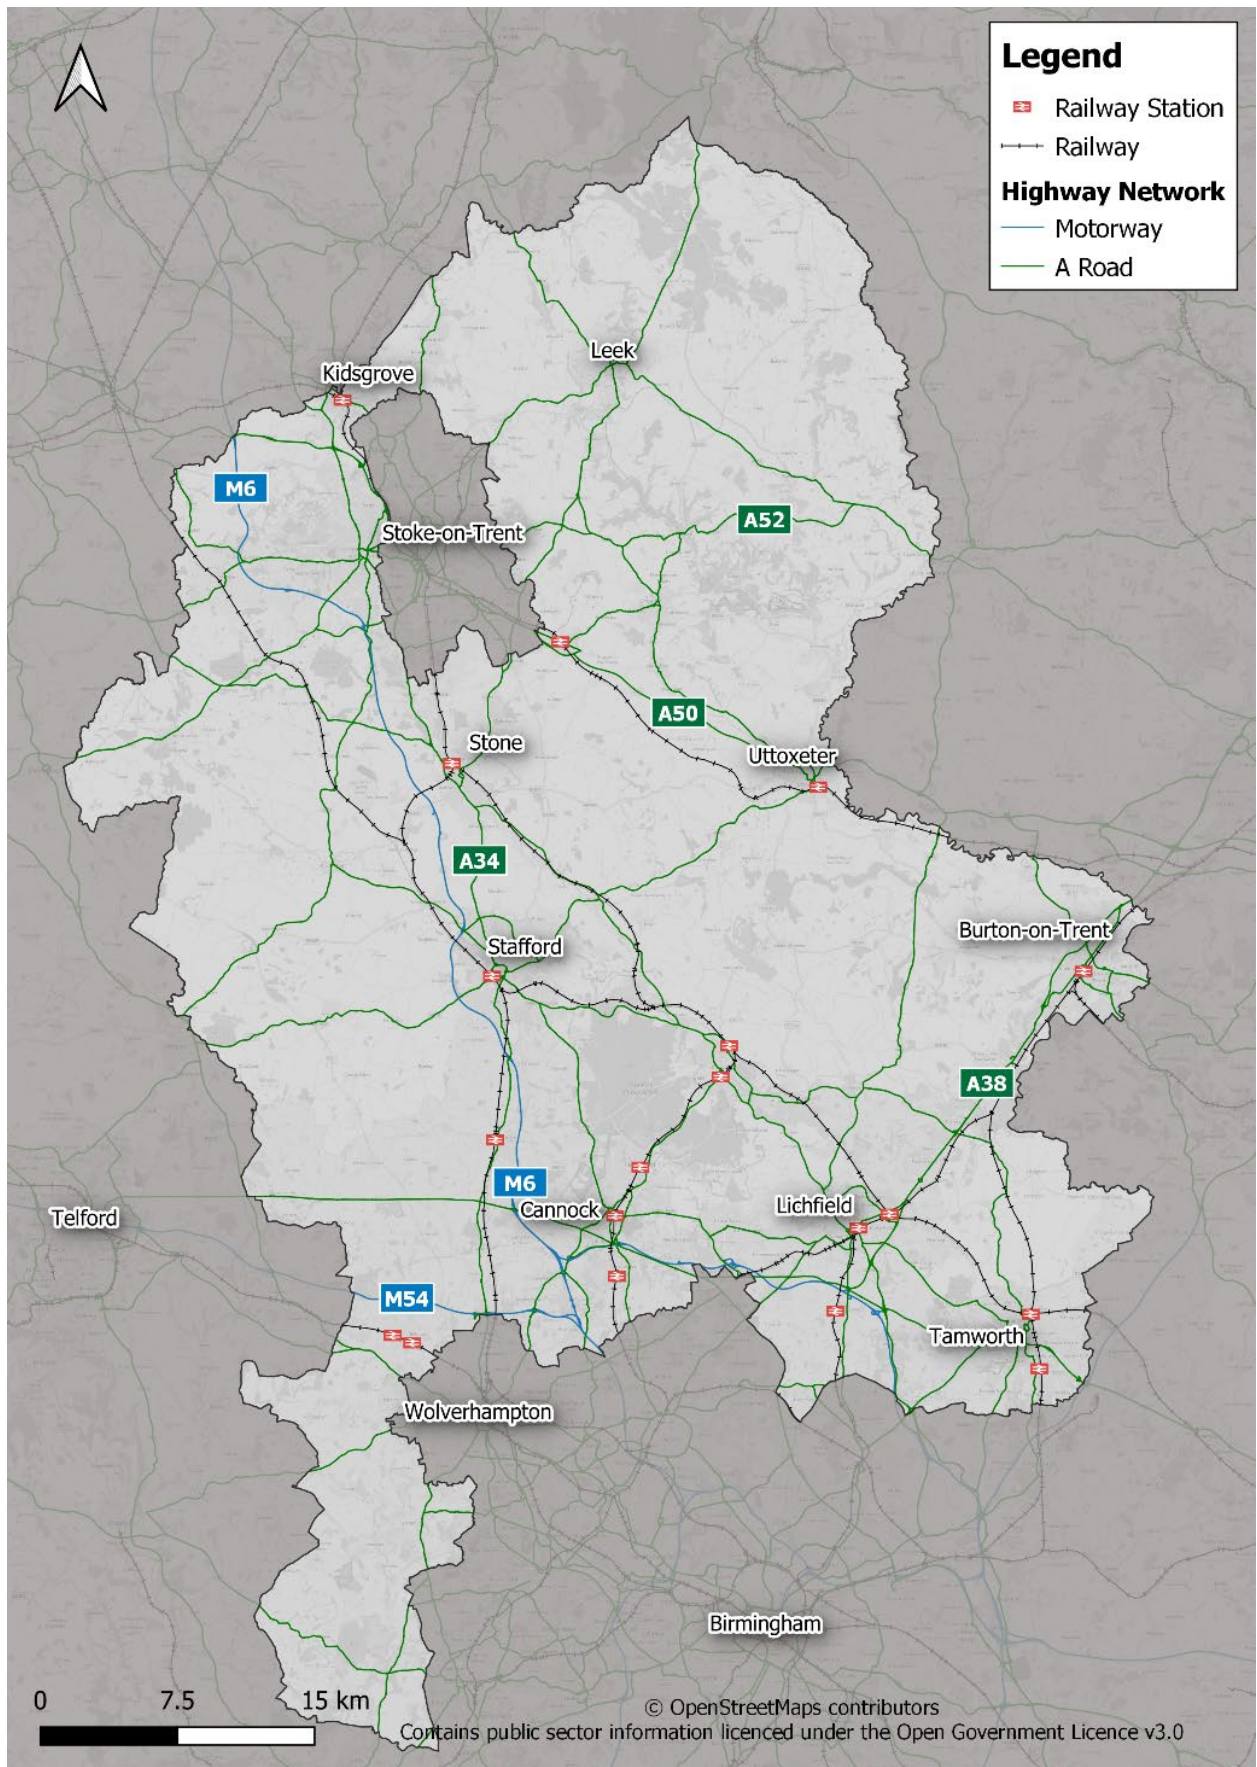 Legend
Railway Station
Railway
Highway Network
Motorway
A Road
Leek
Kidsgrove
M6
A52
Stoke-on-Trent
A50
Stone
Uttoxeter
A34
Burton-on-Trent
Stafford
A38
M6
Cannock
Lichfield
Telford
M54
Tamworth
Wolverhampton
Birmingham
0 7.5 15 km
© OpenStreetMaps contributors
Contains public sector information licenced under the Open Government Licence v3.0